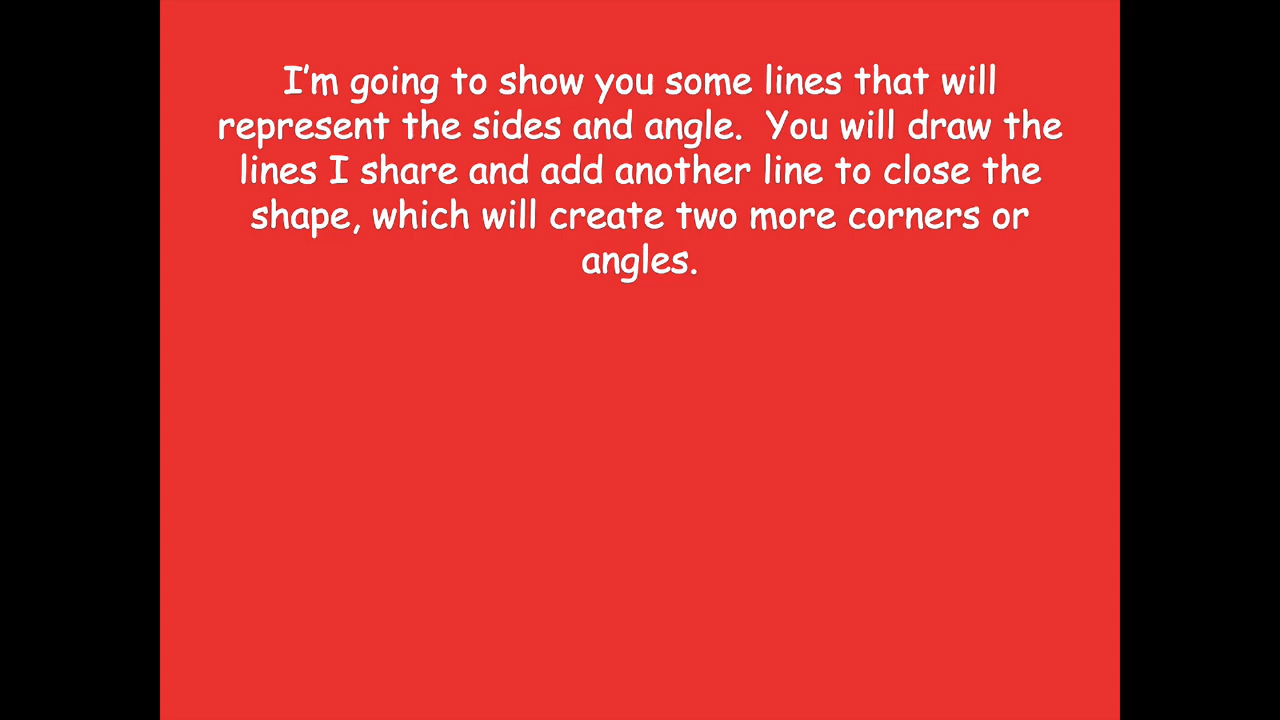 I'm going to show you some lines that will
represent the sides and angle.  You will draw the
lines I share and add another line to close the
shape, which will create two more corners or
angles.